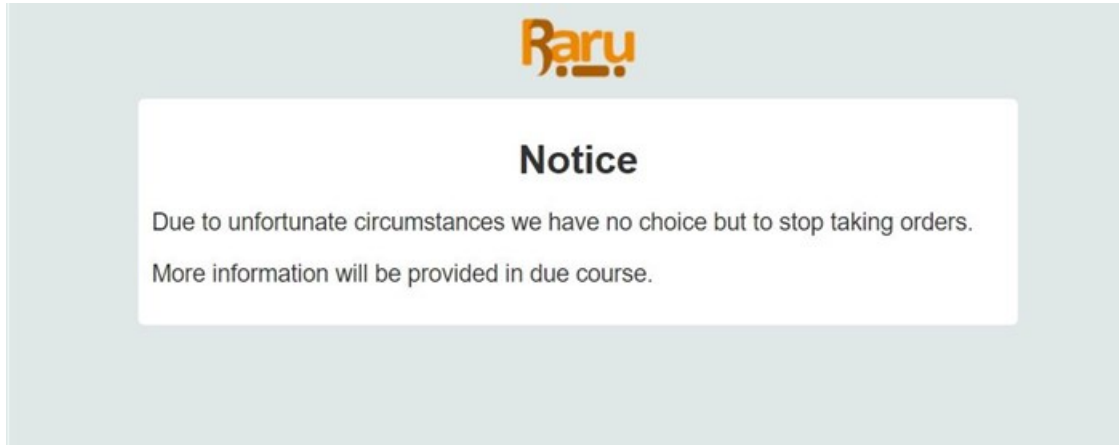 Raru
Notice
Due to unfortunate circumstances we have no choice but to stop taking orders.
More information will be provided in due course.